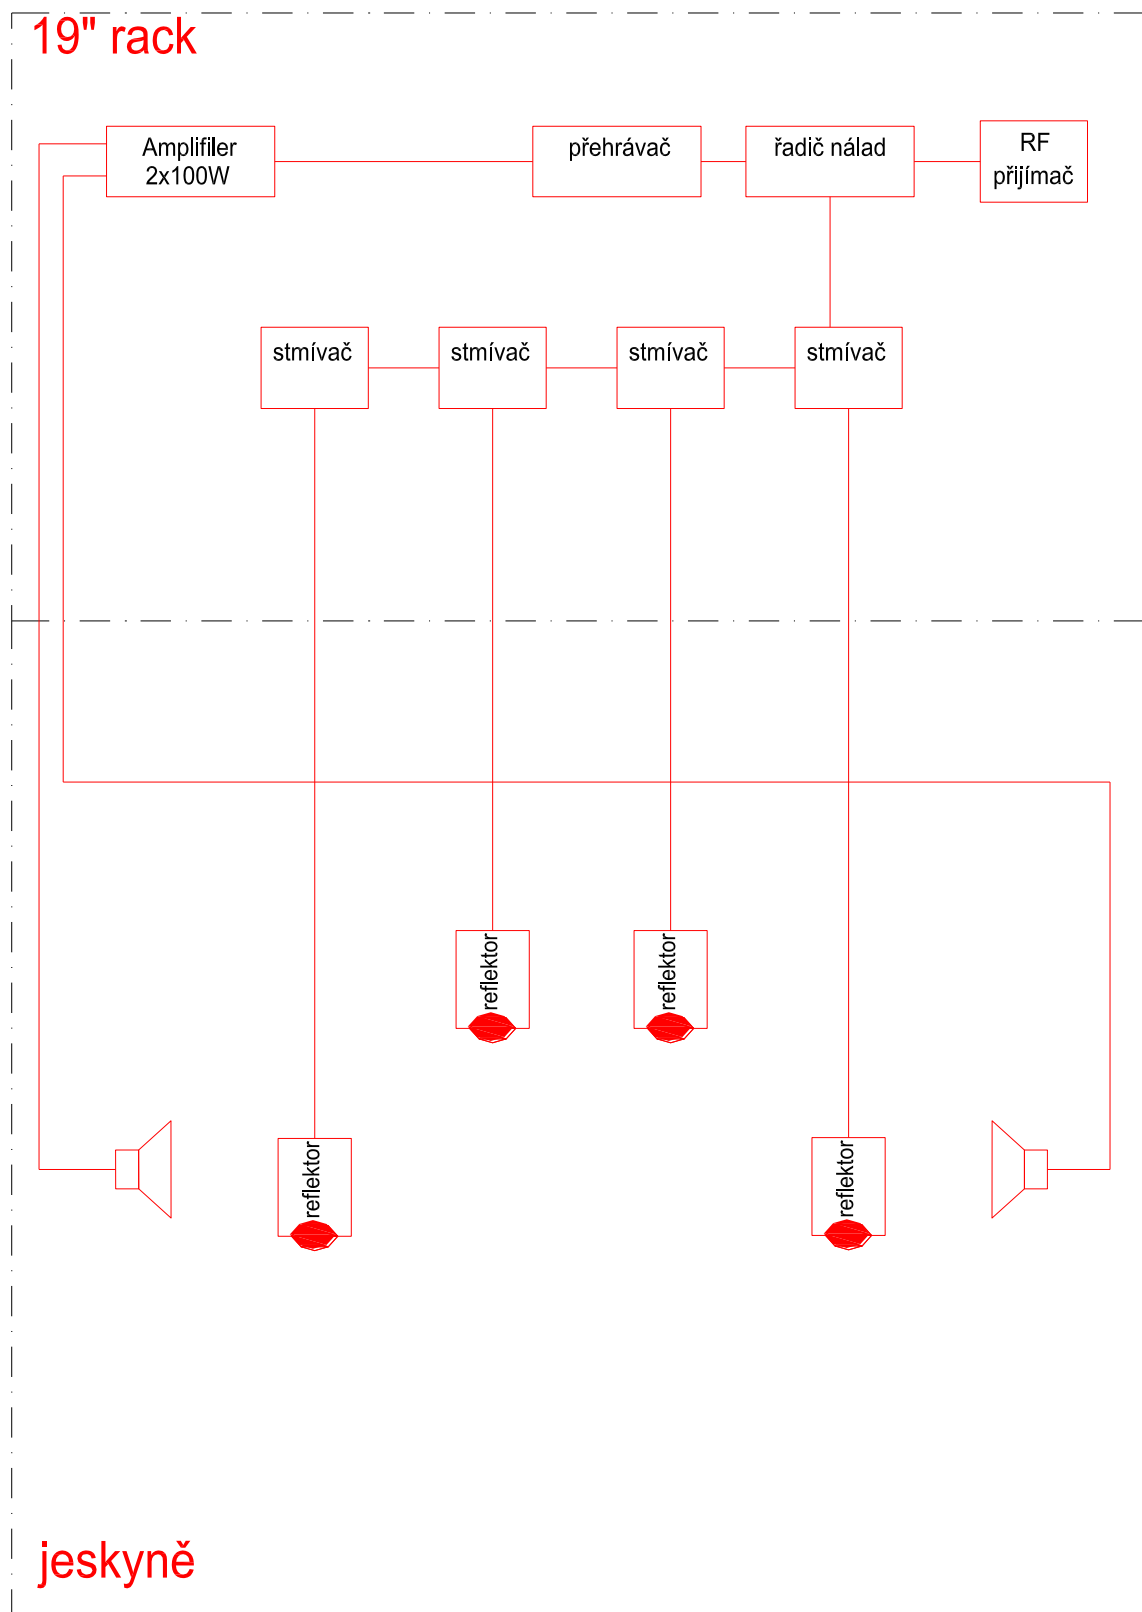 19" rack
Amplifiler
2x100W
přehrávač
řadič nálad
RF
přijímač
stmívač
stmívač
stmívač
stmívač
reflektor
reflektor
reflektor
reflektor
jeskyně